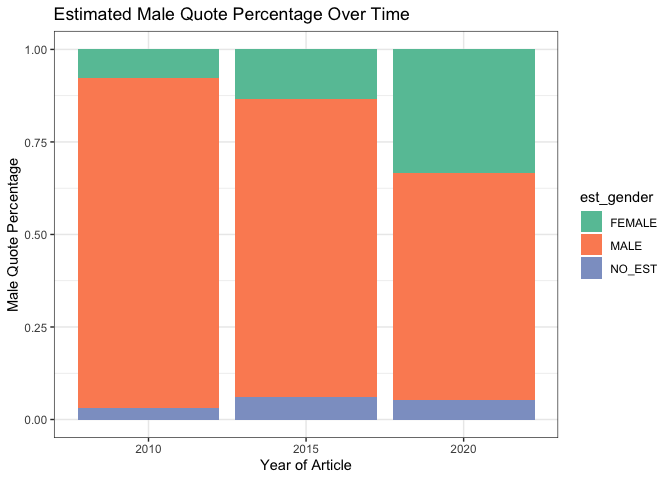 Estimated Male Quote Percentage Over Time
Male Quote Percentage
1.00
0.75
0.50
0.25
0.00
2010
2015
2020
Year of Article
est_gender
FEMALE
MALE
NO_EST